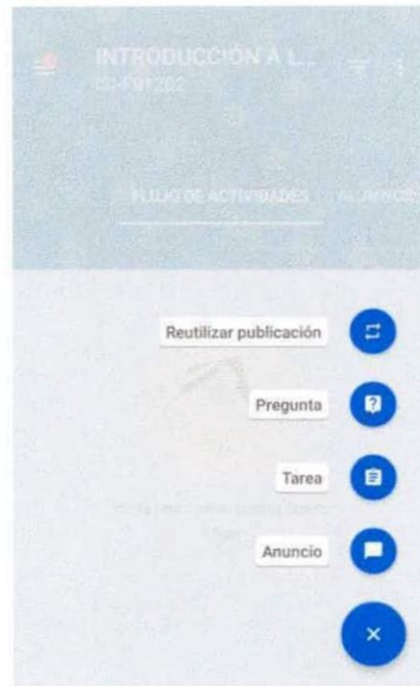 INTRODUCCIÓN A L...
FLUJO DE ACTIVIDADES
Reutilizar publicación
Pregunta
Tarea
Anuncio